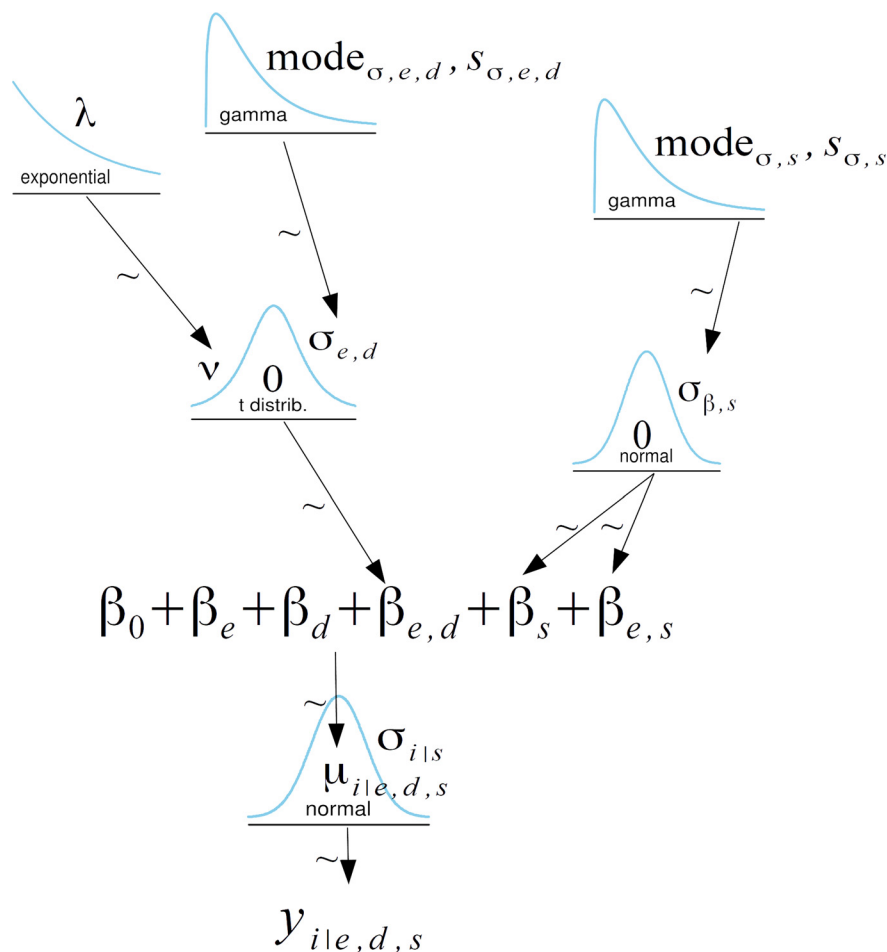 mode_{σ,e,d}, s_{σ,e,d}
λ
gamma
mode_{σ,s}, s_{σ,s}
exponential
gamma
~
~
~
σ_{e,d}
ν
0
t distrib.
σ_{β,s}
0
normal
~
~ ~
β_0+β_e+β_d+β_{e,d}+β_s+β_{e,s}
~
σ_{i|s}
μ_{i|e,d,s}
normal
~
y_{i|e,d,s}